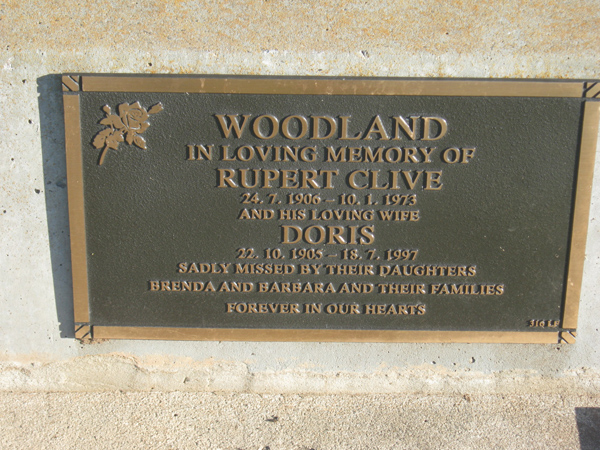 WOODLAND
IN LOVING MEMORY OF
RUPERT CLIVE
24. 7. 1906 – 10. 1. 1973
AND HIS LOVING WIFE
DORIS
22. 10. 1905 – 18. 7. 1997
SADLY MISSED BY THEIR DAUGHTERS
BRENDA AND BARBARA AND THEIR FAMILIES
FOREVER IN OUR HEARTS